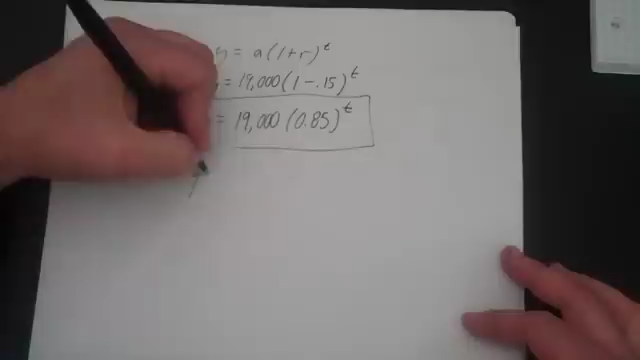 y = a(1+r)^t
= 19,000(1-.15)^t
= 19,000(0.85)^t